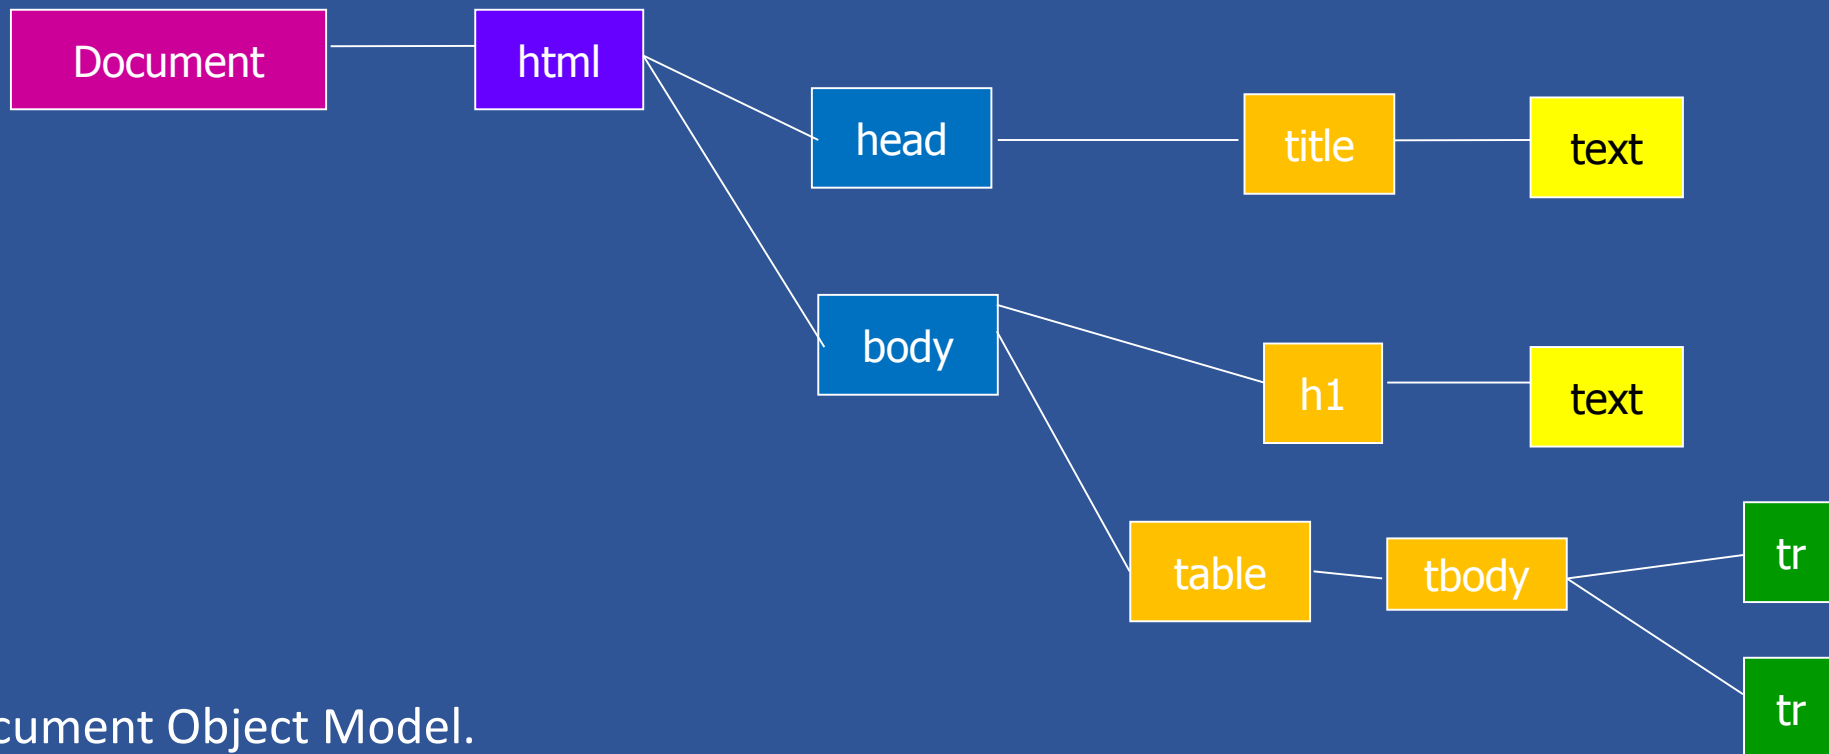 Document
html
head
title
text
body
h1
text
table
tbody
tr
tr
cument Object Model.